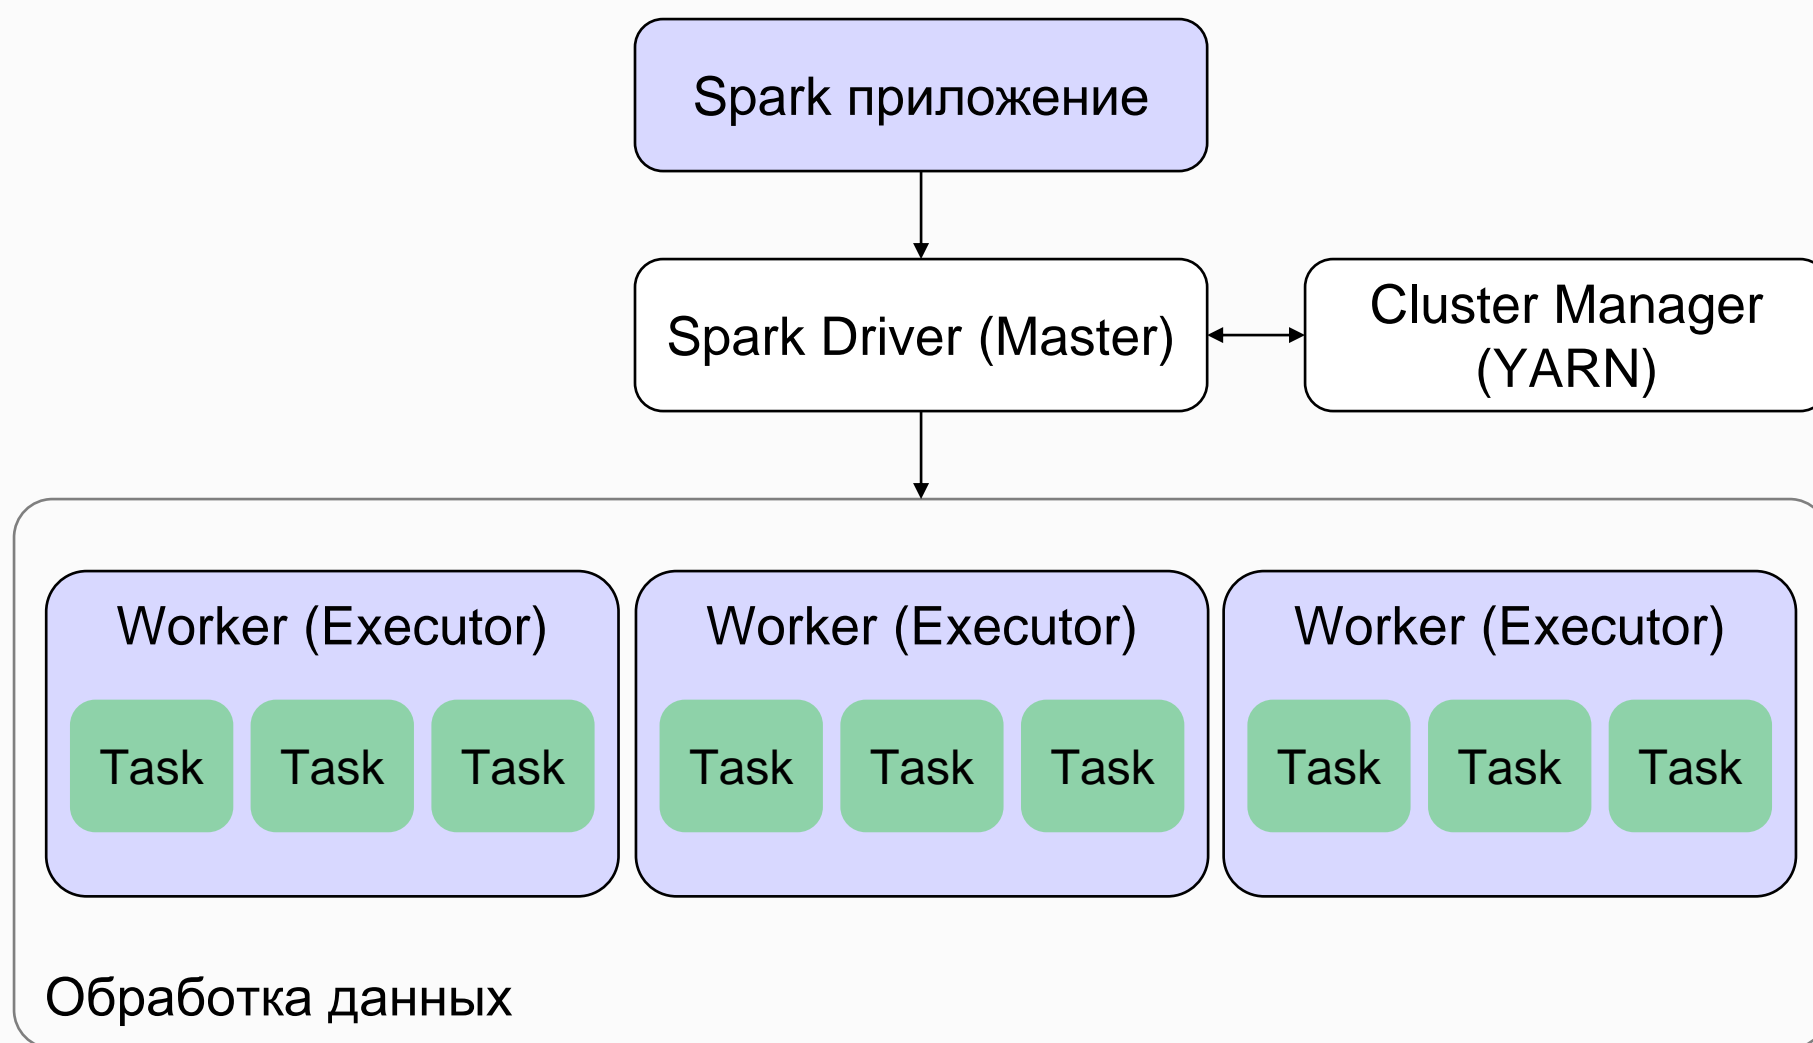 Spark приложение
Spark Driver (Master)
Cluster Manager
(YARN)
Worker (Executor)
Task Task Task
Worker (Executor)
Task Task Task
Worker (Executor)
Task Task Task
Обработка данных